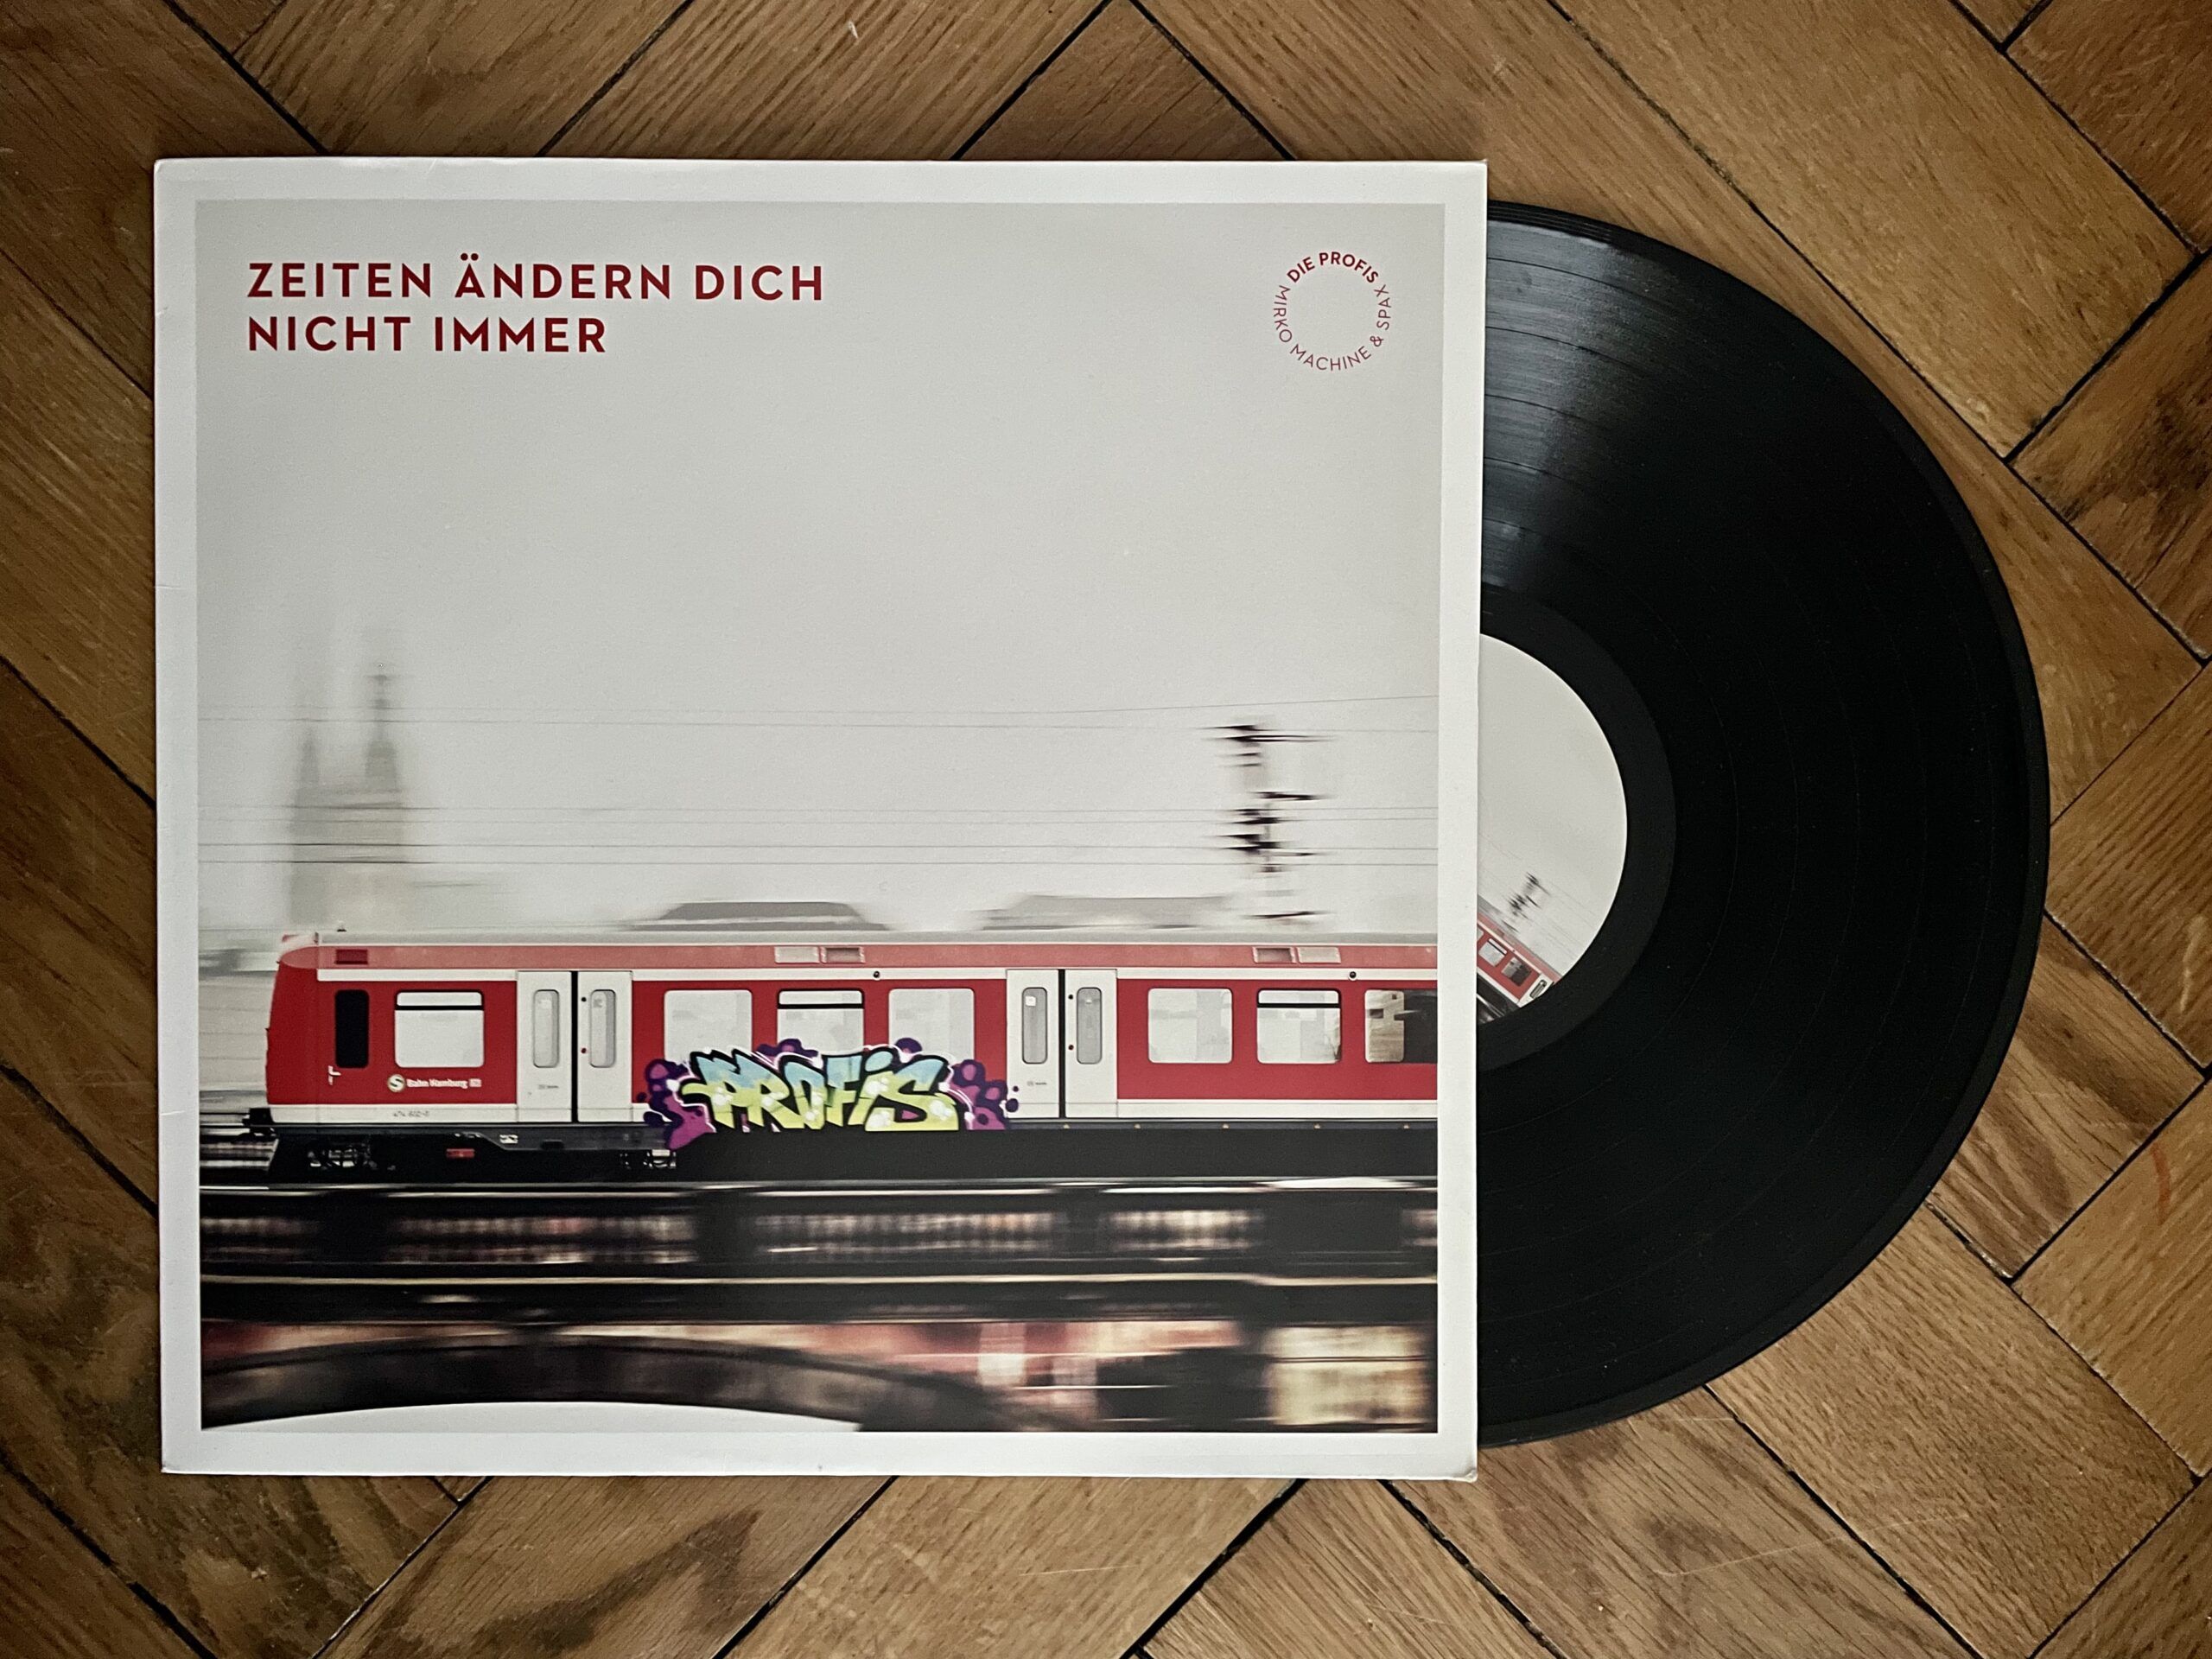 ZEITEN ÄNDERN DICH
NICHT IMMER
DIE PROFIS
MIRKO MACHINE & SPAX
S Bahn Hamburg
PROFIS